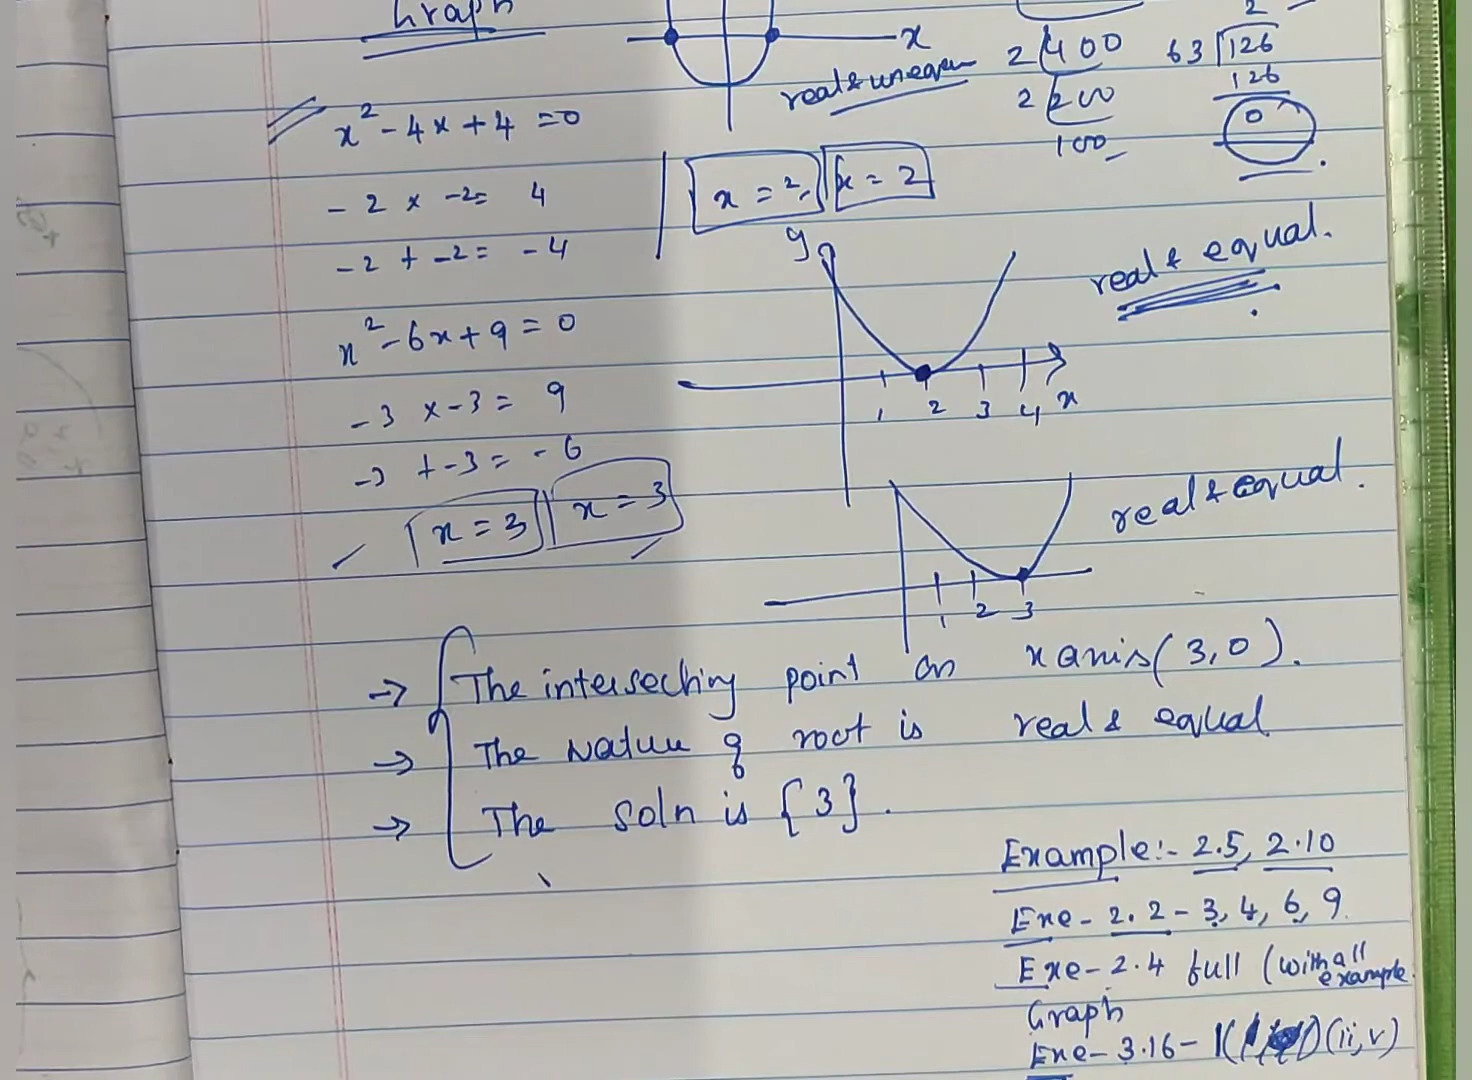 Graph
x
real & unequal
2 400
2 200
100
2
63 126
126
0
x² - 4x + 4 = 0
- 2 x -2 = 4
- 2 + -2 = - 4
x = 2, x = 2
y
real & equal.
1 2 3 4 x
x² - 6x + 9 = 0
- 3 x -3 = 9
-3 + -3 = - 6
x = 3 x = 3
real & equal.
1 2 3
→ The interseching point on x axis (3,0).
→ The Nature of root is real & equal
→ The soln is {3}.
Example:- 2.5, 2.10
Exe - 2.2 - 3, 4, 6, 9.
Exe - 2.4 full (with all example
Graph
Exe - 3.16 - 1 (ii, v)